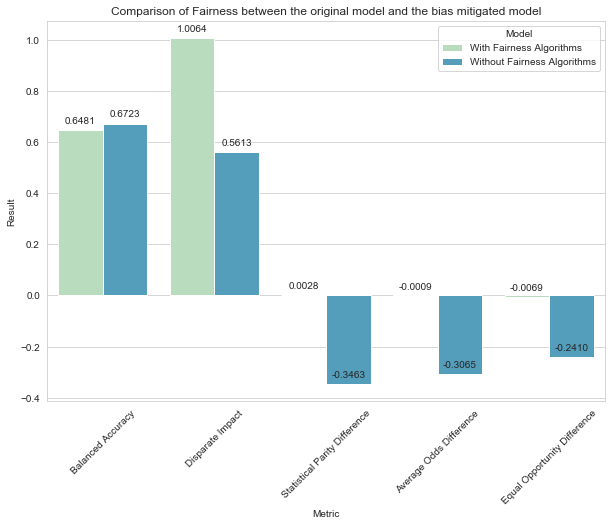 Comparison of Fairness between the original model and the bias mitigated model
Model
With Fairness Algorithms
Without Fairness Algorithms
1.0064
0.6481
0.6723
0.5613
0.0028
-0.0009
-0.0069
-0.3463
-0.3065
-0.2410
1.0
0.8
0.6
0.4
0.2
0.0
-0.2
-0.4
Result
Balanced Accuracy
Disparate Impact
Statistical Parity Difference
Average Odds Difference
Equal Opportunity Difference
Metric